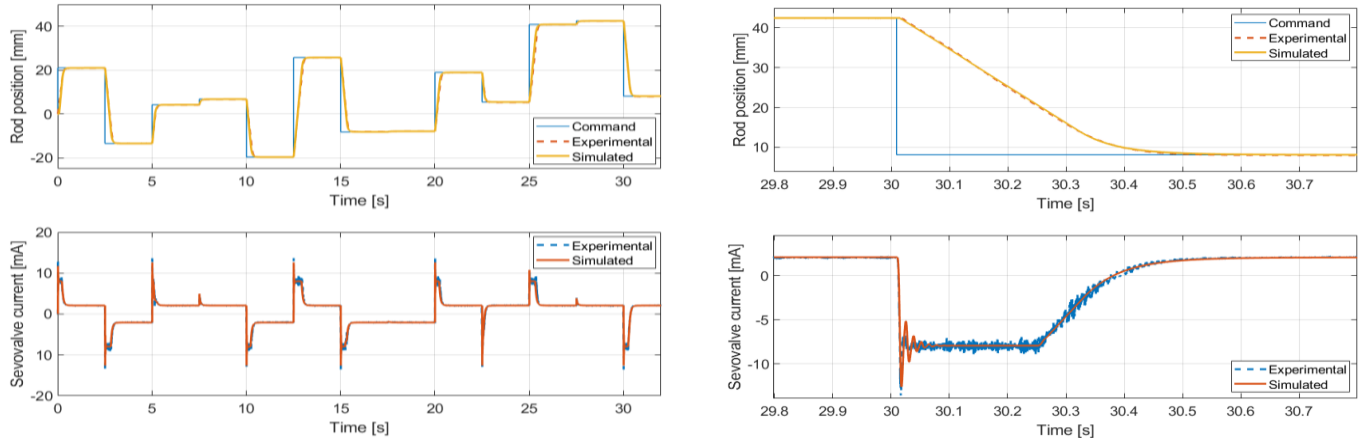 Rod position [mm]
40
20
0
-20
0 5 10 15 20 25 30
Time [s]
Command
Experimental
Simulated
Rod position [mm]
40
30
20
10
29.8 29.9 30 30.1 30.2 30.3 30.4 30.5 30.6 30.7
Time [s]
Command
Experimental
Simulated
Sevovalve current [mA]
20
10
0
10
-20
0 5 10 15 20 25 30
Time [s]
Experimental
Simulated
Sevovalve current [mA]
0
-5
-10
29.8 29.9 30 30.1 30.2 30.3 30.4 30.5 30.6 30.7
Time [s]
Experimental
Simulated